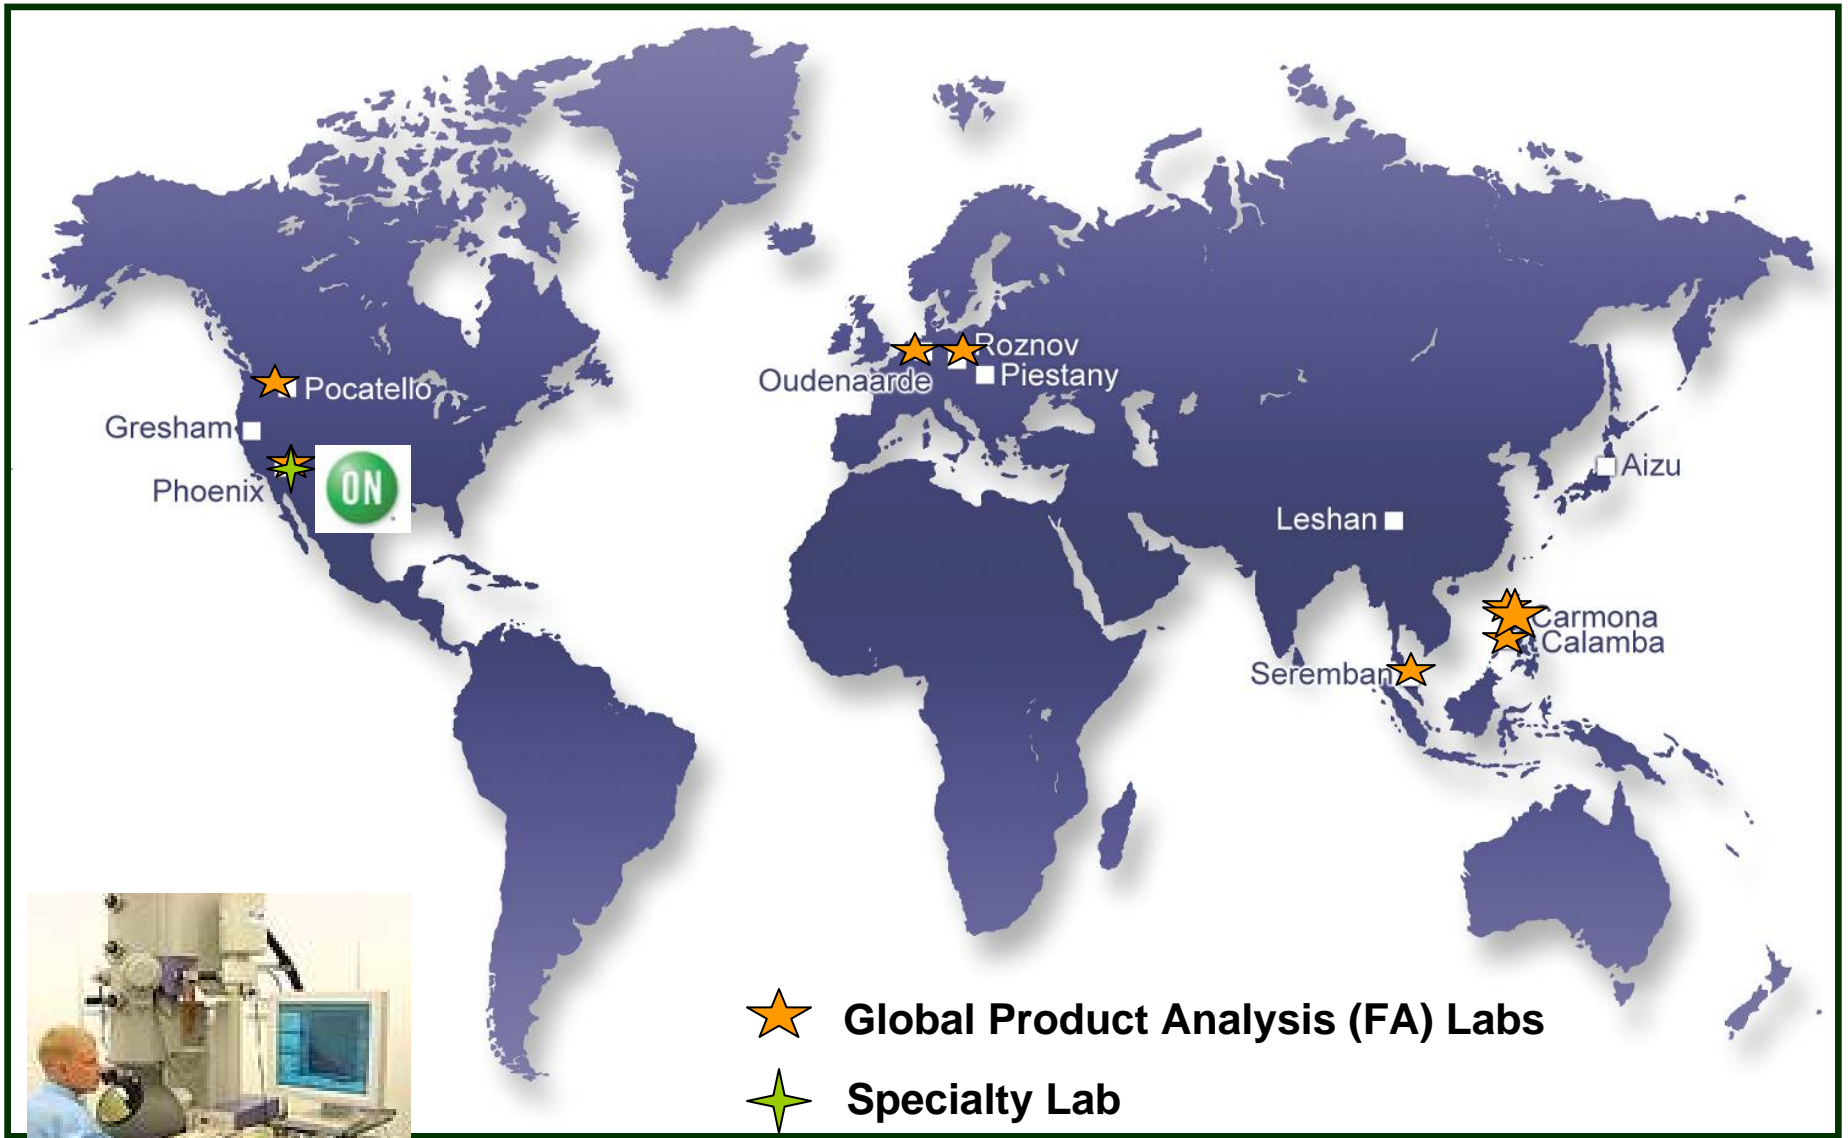 Roznov
Oudenaarde
Piestany
Pocatello
Gresham
Phoenix
ON
Aizu
Leshan
Carmona
Calamba
Seremban
Global Product Analysis (FA) Labs
Specialty Lab